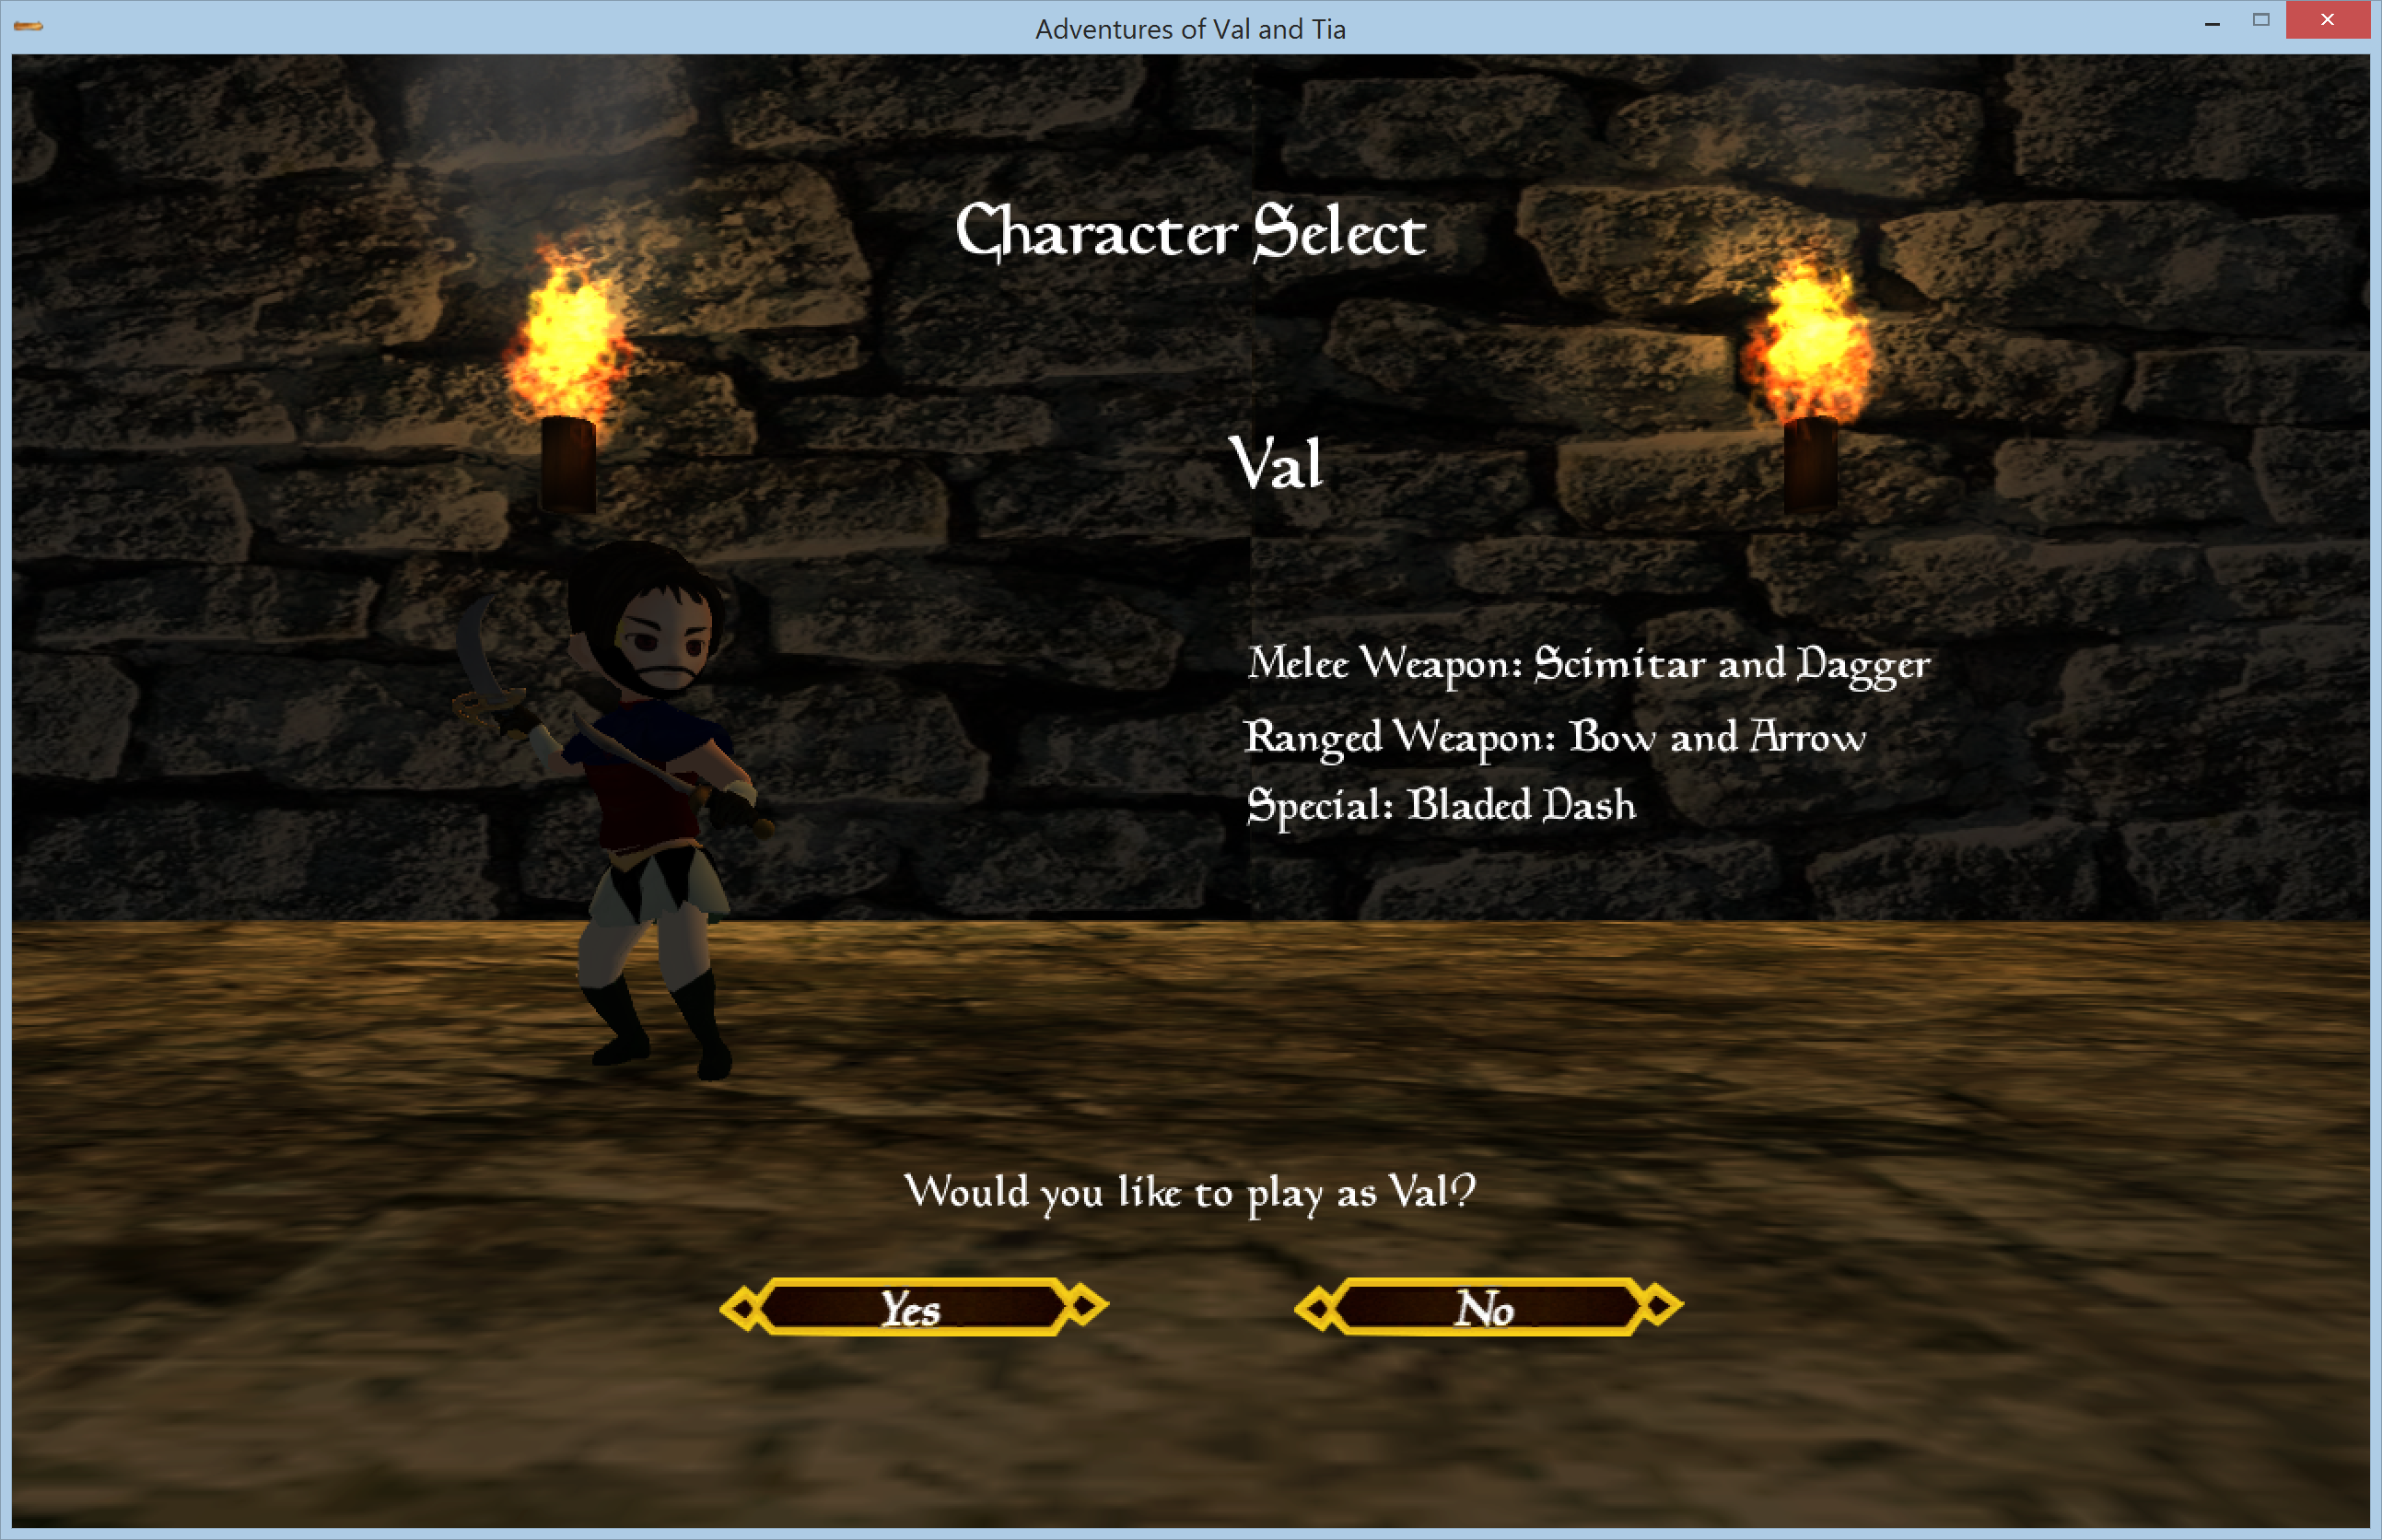 Adventures of Val and Tia
Character Select
Val
Melee Weapon: Scimitar and Dagger
Ranged Weapon: Bow and Arrow
Special: Bladed Dash
Would you like to play as Val?
Yes
No